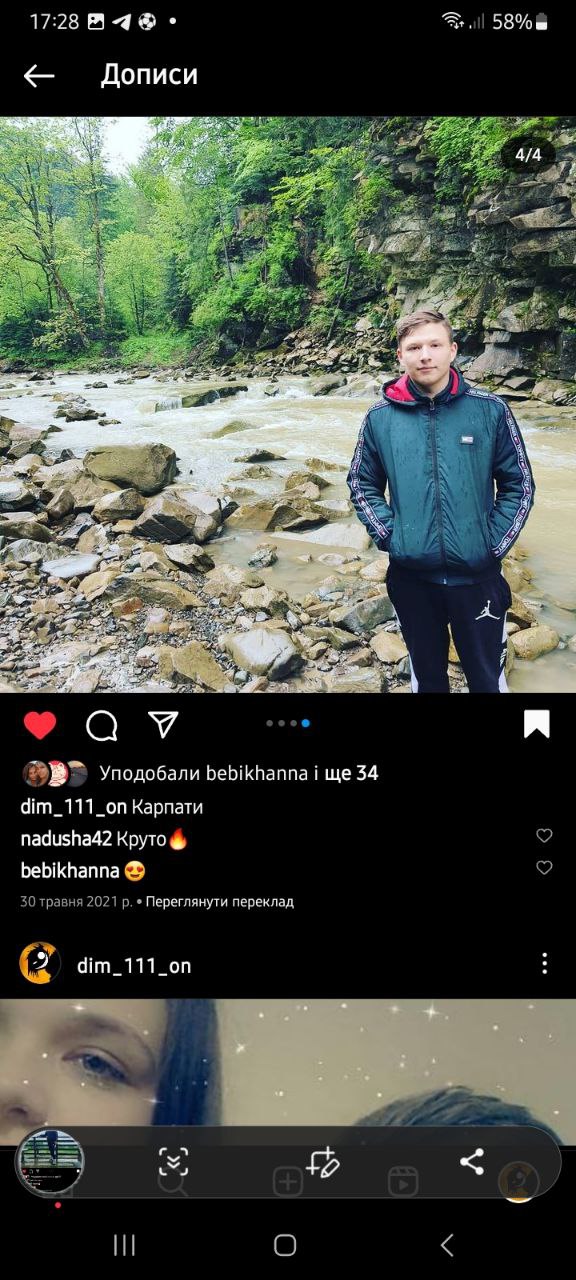 17:28
58%
Дописи
4/4
Уподобали bebikhanna і ще 34
dim_111_on Карпати
nadusha42 Круто🔥
bebikhanna 😍
30 травня 2021 р. • Переглянути переклад
dim_111_on